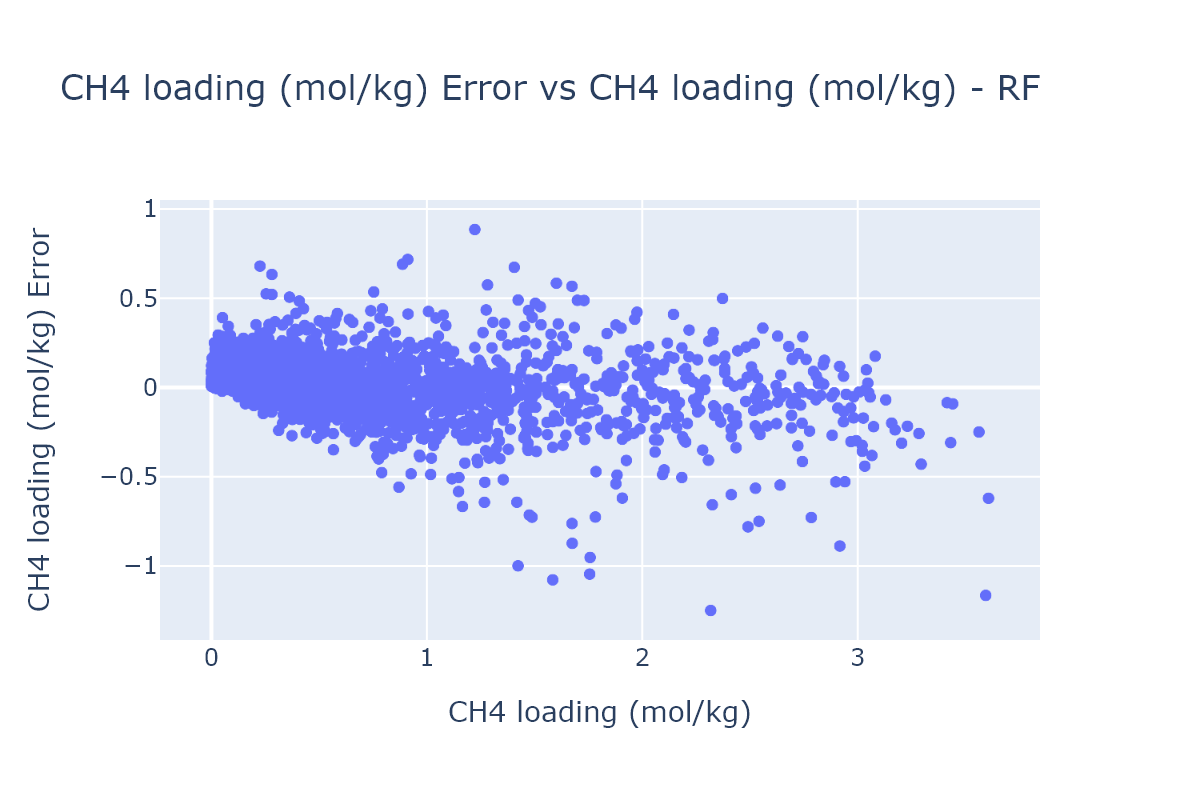 CH4 loading (mol/kg) Error vs CH4 loading (mol/kg) - RF
CH4 loading (mol/kg) Error
1
0.5
0
−0.5
−1
0 1 2 3
CH4 loading (mol/kg)